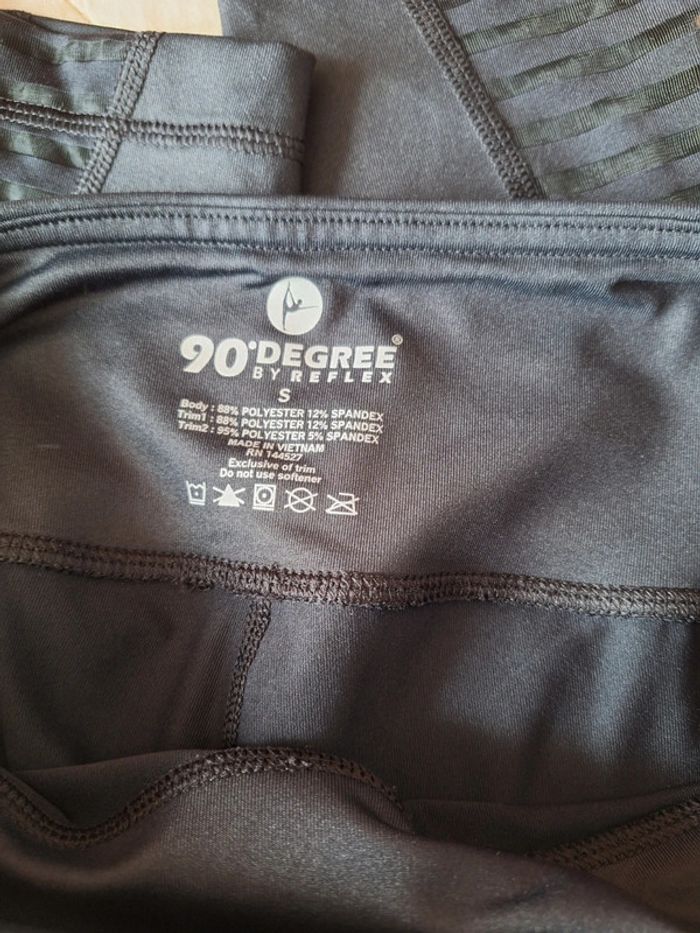 90°DEGREE®
BY REFLEX
S
Body : 88% POLYESTER 12% SPANDEX
Trim1 : 88% POLYESTER 12% SPANDEX
Trim2 : 95% POLYESTER 5% SPANDEX
MADE IN VIETNAM
RN 144527
Exclusive of trim
Do not use softener